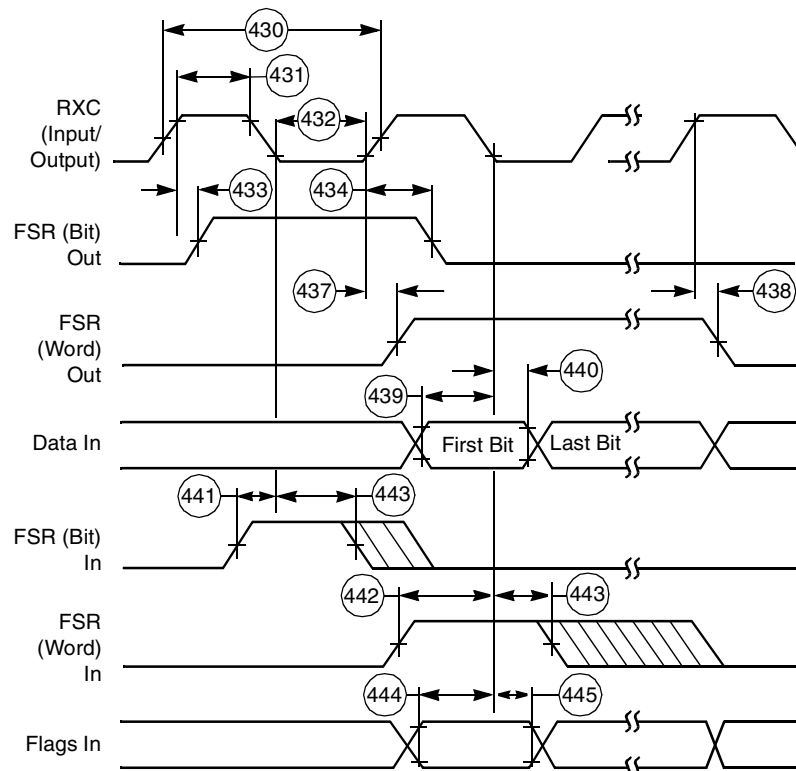 430
431
RXC
(Input/
Output)
432
433
434
FSR (Bit)
Out
437
438
FSR
(Word)
Out
439
440
Data In
First Bit
Last Bit
441
443
FSR (Bit)
In
442
443
FSR
(Word)
In
444
445
Flags In